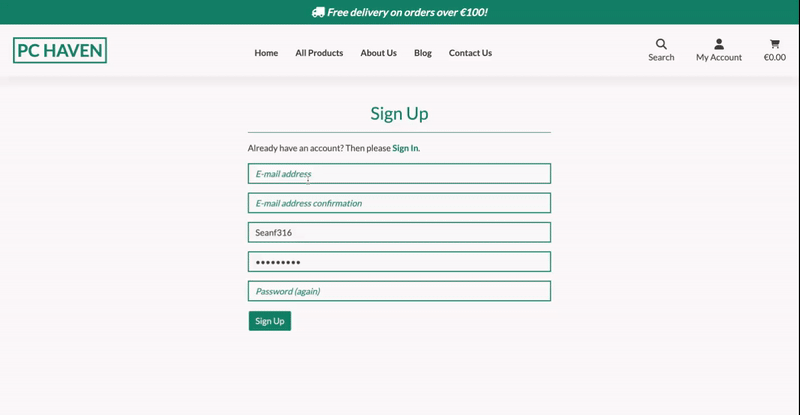 Free delivery on orders over €100!
PC HAVEN
Home All Products About Us Blog Contact Us
Search My Account €0.00
Sign Up
Already have an account? Then please Sign In.
E-mail address
E-mail address confirmation
Seanf316
•••••••••
Password (again)
Sign Up